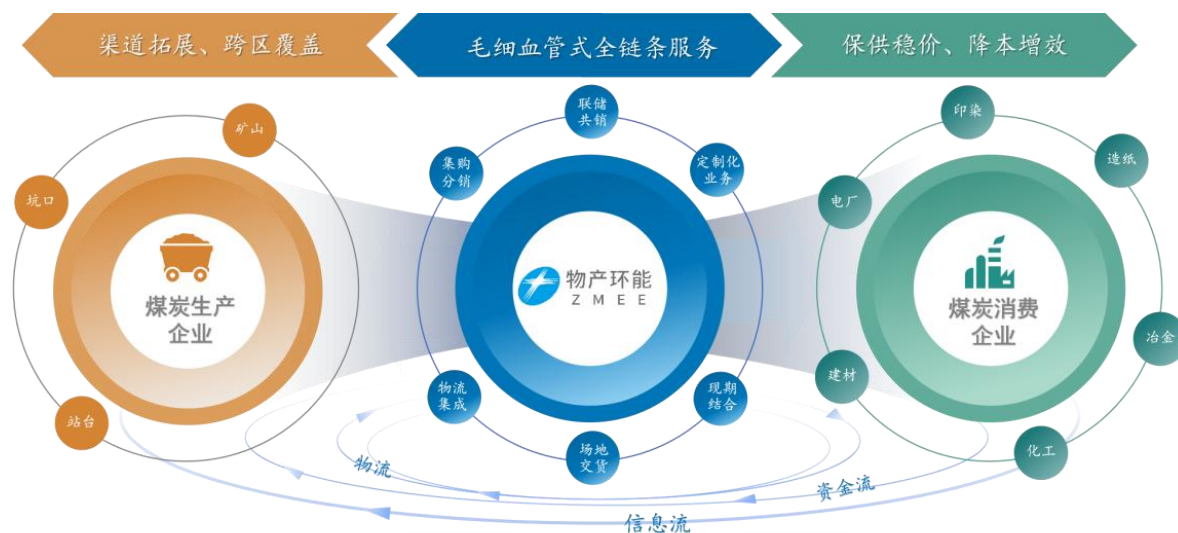 渠道拓展、跨区覆盖
毛细血管式全链条服务
保供稳价、降本增效
矿山
坑口
煤炭生产
企业
站台
联储
共销
集购
分销
定制化
业务
物产环能
ZMEE
物流
集成
现期
结合
场地
交货
印染
造纸
电厂
煤炭消费
企业
冶金
建材
化工
物流
资金流
信息流